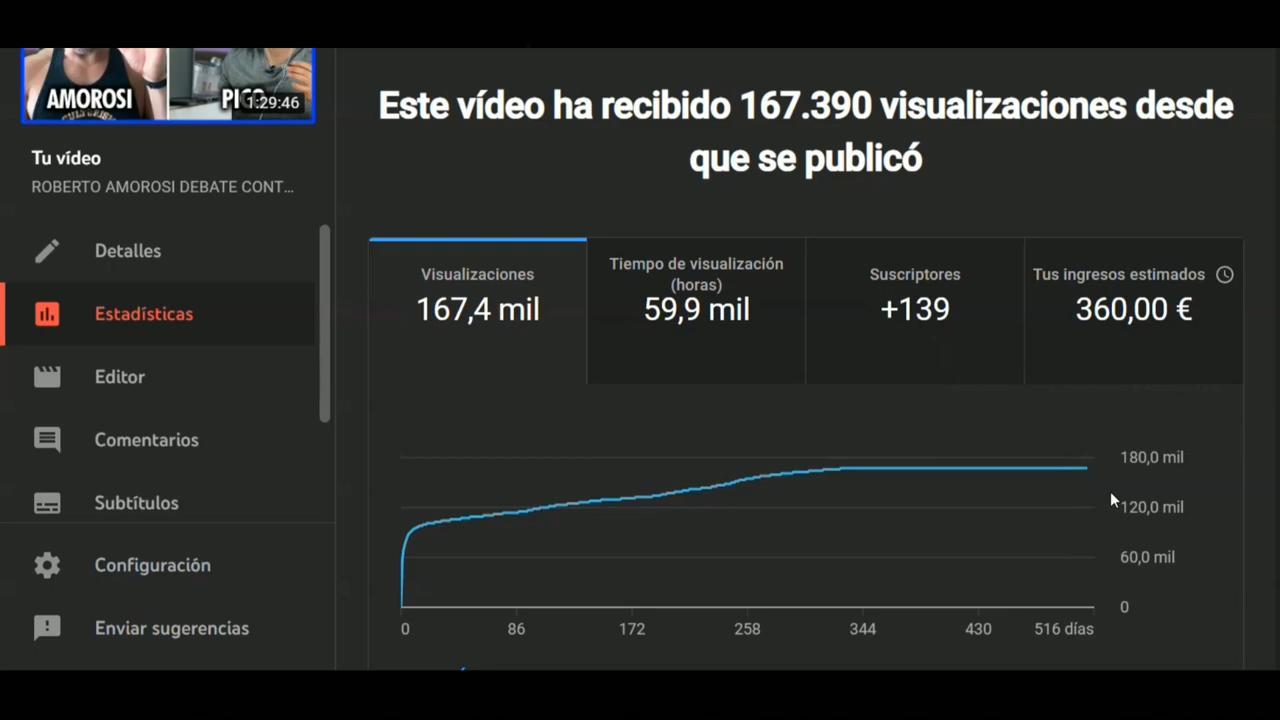 AMOROSI
1:29:46
Tu vídeo
ROBERTO AMOROSI DEBATE CONT...
Detalles
Estadísticas
Editor
Comentarios
Subtítulos
Configuración
Enviar sugerencias
Este vídeo ha recibido 167.390 visualizaciones desde
que se publicó
Visualizaciones
167,4 mil
Tiempo de visualización
(horas)
59,9 mil
Suscriptores
+139
Tus ingresos estimados
360,00 €
180,0 mil
120,0 mil
60,0 mil
0
0 86 172 258 344 430 516 días